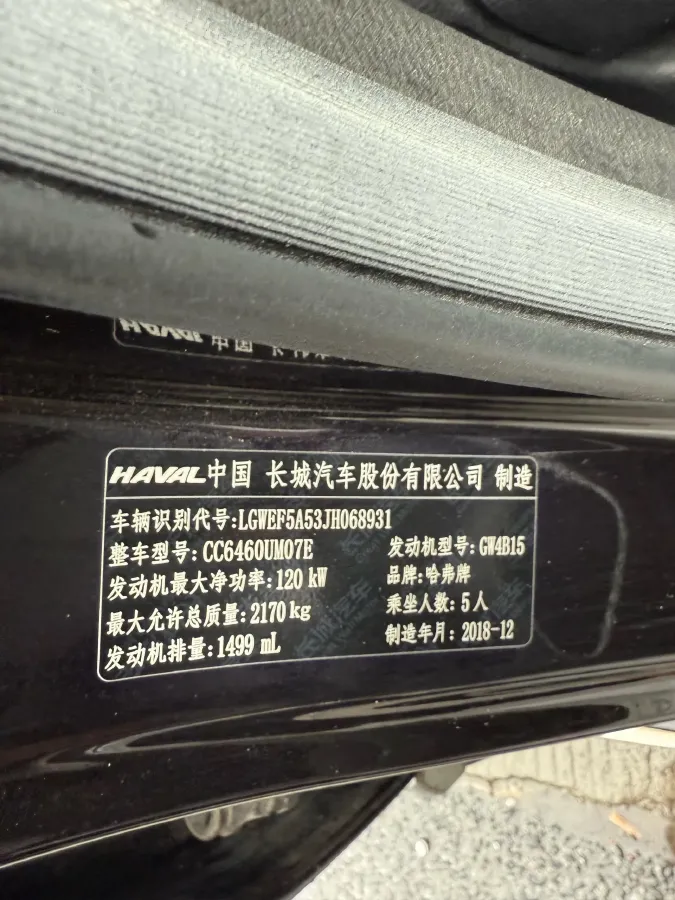 HAVAL 中国
HAVAL中国 长城汽车股份有限公司 制造
车辆识别代号:LGWEF5A53JH068931
整车型号:CC6460UM07E 发动机型号:GW4B15
发动机最大净功率:120 kW 品牌:哈弗牌
最大允许总质量:2170kg 乘坐人数:5人
发动机排量:1499 mL 制造年月:2018-12